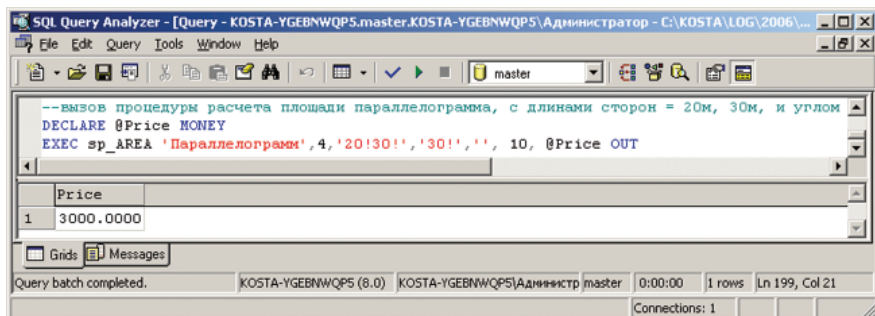 SQL Query Analyzer - [Query - KOSTA-YGEBNWQP5.master.KOSTA-YGEBNWQP5\Администратор - C:\KOSTA\LOG\2006\...
File Edit Query Tools Window Help
master
--вызов процедуры расчета площади параллелограмма, с длинами сторон = 20м, 30м, и углом
DECLARE @Price MONEY
EXEC sp_AREA 'Параллелограмм',4,'20!30!','30!','', 10, @Price OUT
Price
1 3000.0000
Grids Messages
Query batch completed. KOSTA-YGEBNWQP5 (8.0) KOSTA-YGEBNWQP5\Администр master 0:00:00 1 rows Ln 199, Col 21
Connections: 1